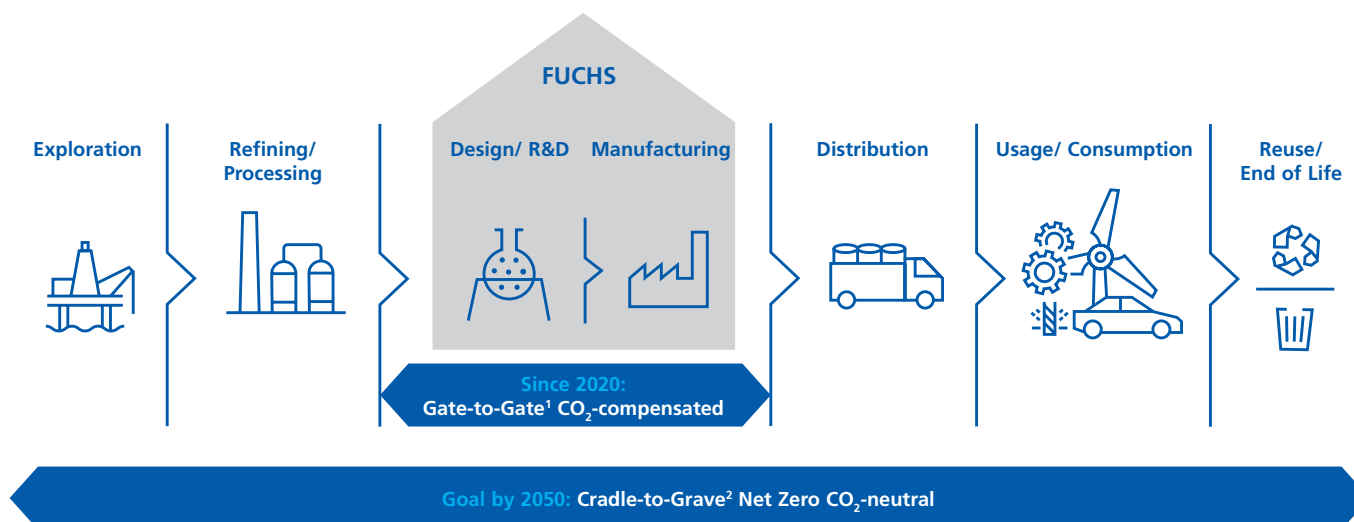 FUCHS
Exploration
Refining/
Processing
Design/ R&D
Manufacturing
Distribution
Usage/ Consumption
Reuse/
End of Life
Since 2020:
Gate-to-Gate¹ CO₂-compensated
Goal by 2050: Cradle-to-Grave² Net Zero CO₂-neutral